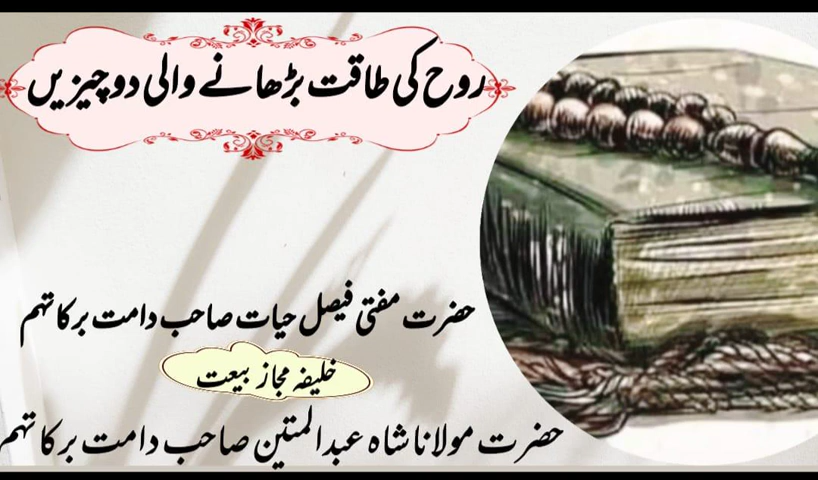 روح کی طاقت بڑھانے والی دو چیزیں
حضرت مفتی فیصل حیات صاحب دامت برکاتہم
خلیفہ مجاز بیعت
حضرت مولانا شاہ عبدالمتین صاحب دامت برکاتہم